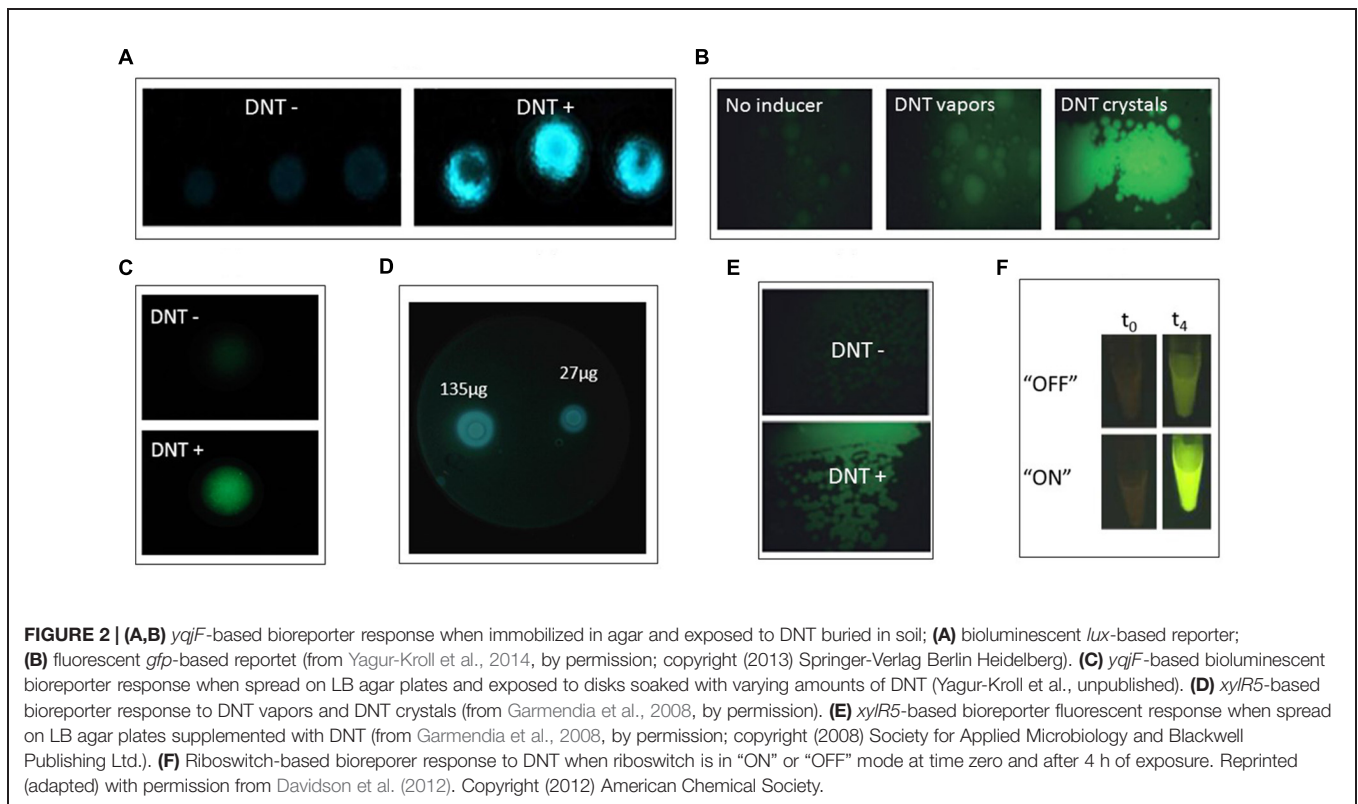 A
B
DNT -
DNT +
No inducer
DNT vapors
DNT crystals
C
D
E
F
DNT -
DNT +
135µg
27µg
DNT -
DNT +
t0
t4
“OFF”
“ON”
FIGURE 2 | (A,B) yqjF-based bioreporter response when immobilized in agar and exposed to DNT buried in soil; (A) bioluminescent lux-based reporter;
(B) fluorescent gfp-based reportet (from Yagur-Kroll et al., 2014, by permission; copyright (2013) Springer-Verlag Berlin Heidelberg). (C) yqjF-based bioluminescent
bioreporter response when spread on LB agar plates and exposed to disks soaked with varying amounts of DNT (Yagur-Kroll et al., unpublished). (D) xylR5-based
bioreporter response to DNT vapors and DNT crystals (from Garmendia et al., 2008, by permission). (E) xylR5-based bioreporter fluorescent response when spread
on LB agar plates supplemented with DNT (from Garmendia et al., 2008, by permission; copyright (2008) Society for Applied Microbiology and Blackwell
Publishing Ltd.). (F) Riboswitch-based bioreporer response to DNT when riboswitch is in “ON” or “OFF” mode at time zero and after 4 h of exposure. Reprinted
(adapted) with permission from Davidson et al. (2012). Copyright (2012) American Chemical Society.